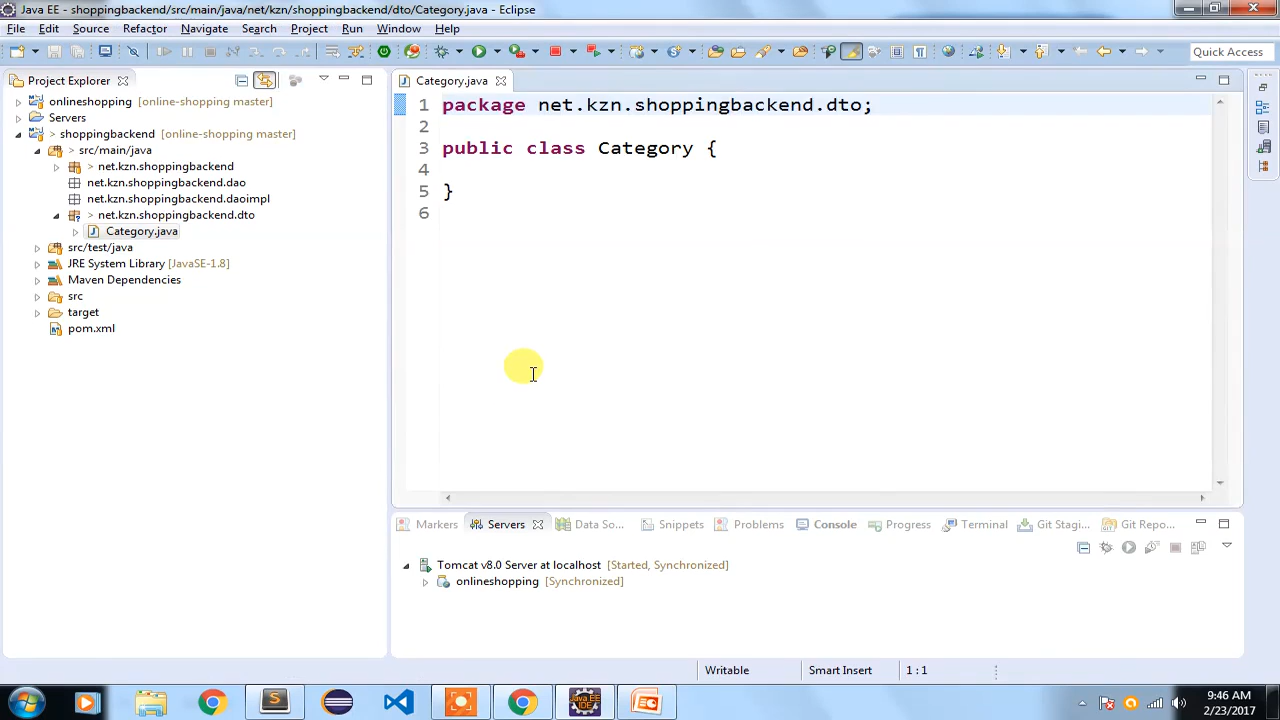 Java EE - shoppingbackend/src/main/java/net/kzn/shoppingbackend/dto/Category.java - Eclipse
File Edit Source Refactor Navigate Search Project Run Window Help
Quick Access
Project Explorer
onlineshopping [online-shopping master]
Servers
> shoppingbackend [online-shopping master]
> src/main/java
> net.kzn.shoppingbackend
net.kzn.shoppingbackend.dao
net.kzn.shoppingbackend.daoimpl
> net.kzn.shoppingbackend.dto
Category.java
src/test/java
JRE System Library [JavaSE-1.8]
Maven Dependencies
src
target
pom.xml
Category.java
1 package net.kzn.shoppingbackend.dto;
2
3 public class Category {
4
5 }
6
Markers Servers Data So... Snippets Problems Console Progress Terminal Git Stagi... Git Repo...
Tomcat v8.0 Server at localhost [Started, Synchronized]
onlineshopping [Synchronized]
Writable Smart Insert 1 : 1
Java EE IDE
9:46 AM
2/23/2017